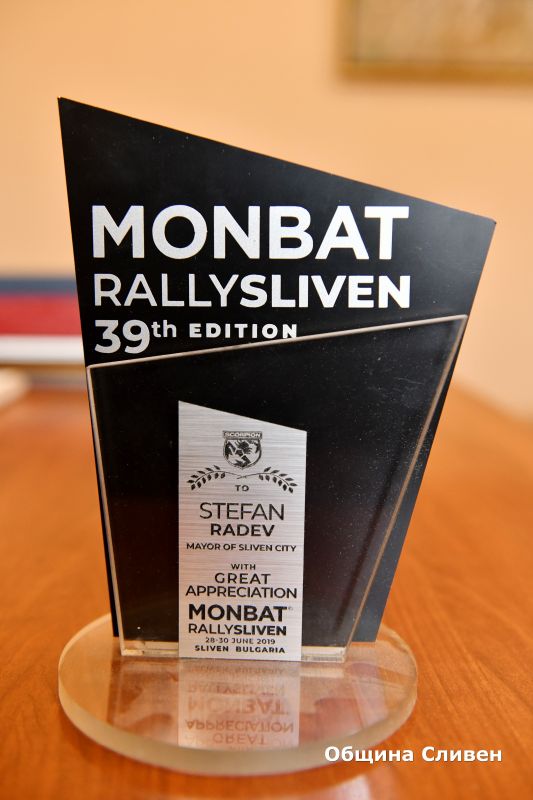 MONBAT
RALLYSLIVEN
39th EDITION
SCORPION
TO
STEFAN
RADEV
MAYOR OF SLIVEN CITY
WITH
GREAT
APPRECIATION
MONBAT
RALLYSLIVEN
28-30 JUNE 2019
SLIVEN BULGARIA
Община Сливен